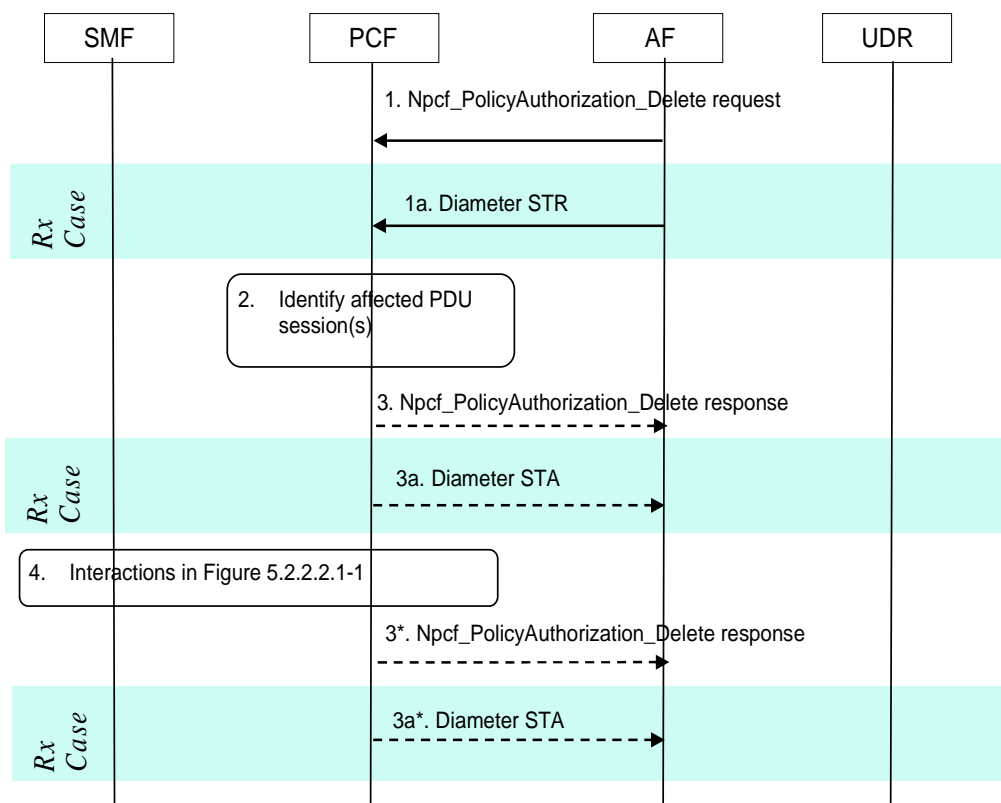 SMF PCF AF UDR
1. Npcf_PolicyAuthorization_Delete request
Rx
Case
1a. Diameter STR
2. Identify affected PDU
session(s)
3. Npcf_PolicyAuthorization_Delete response
Rx
Case
3a. Diameter STA
4. Interactions in Figure 5.2.2.2.1-1
3*. Npcf_PolicyAuthorization_Delete response
Rx
Case
3a*. Diameter STA